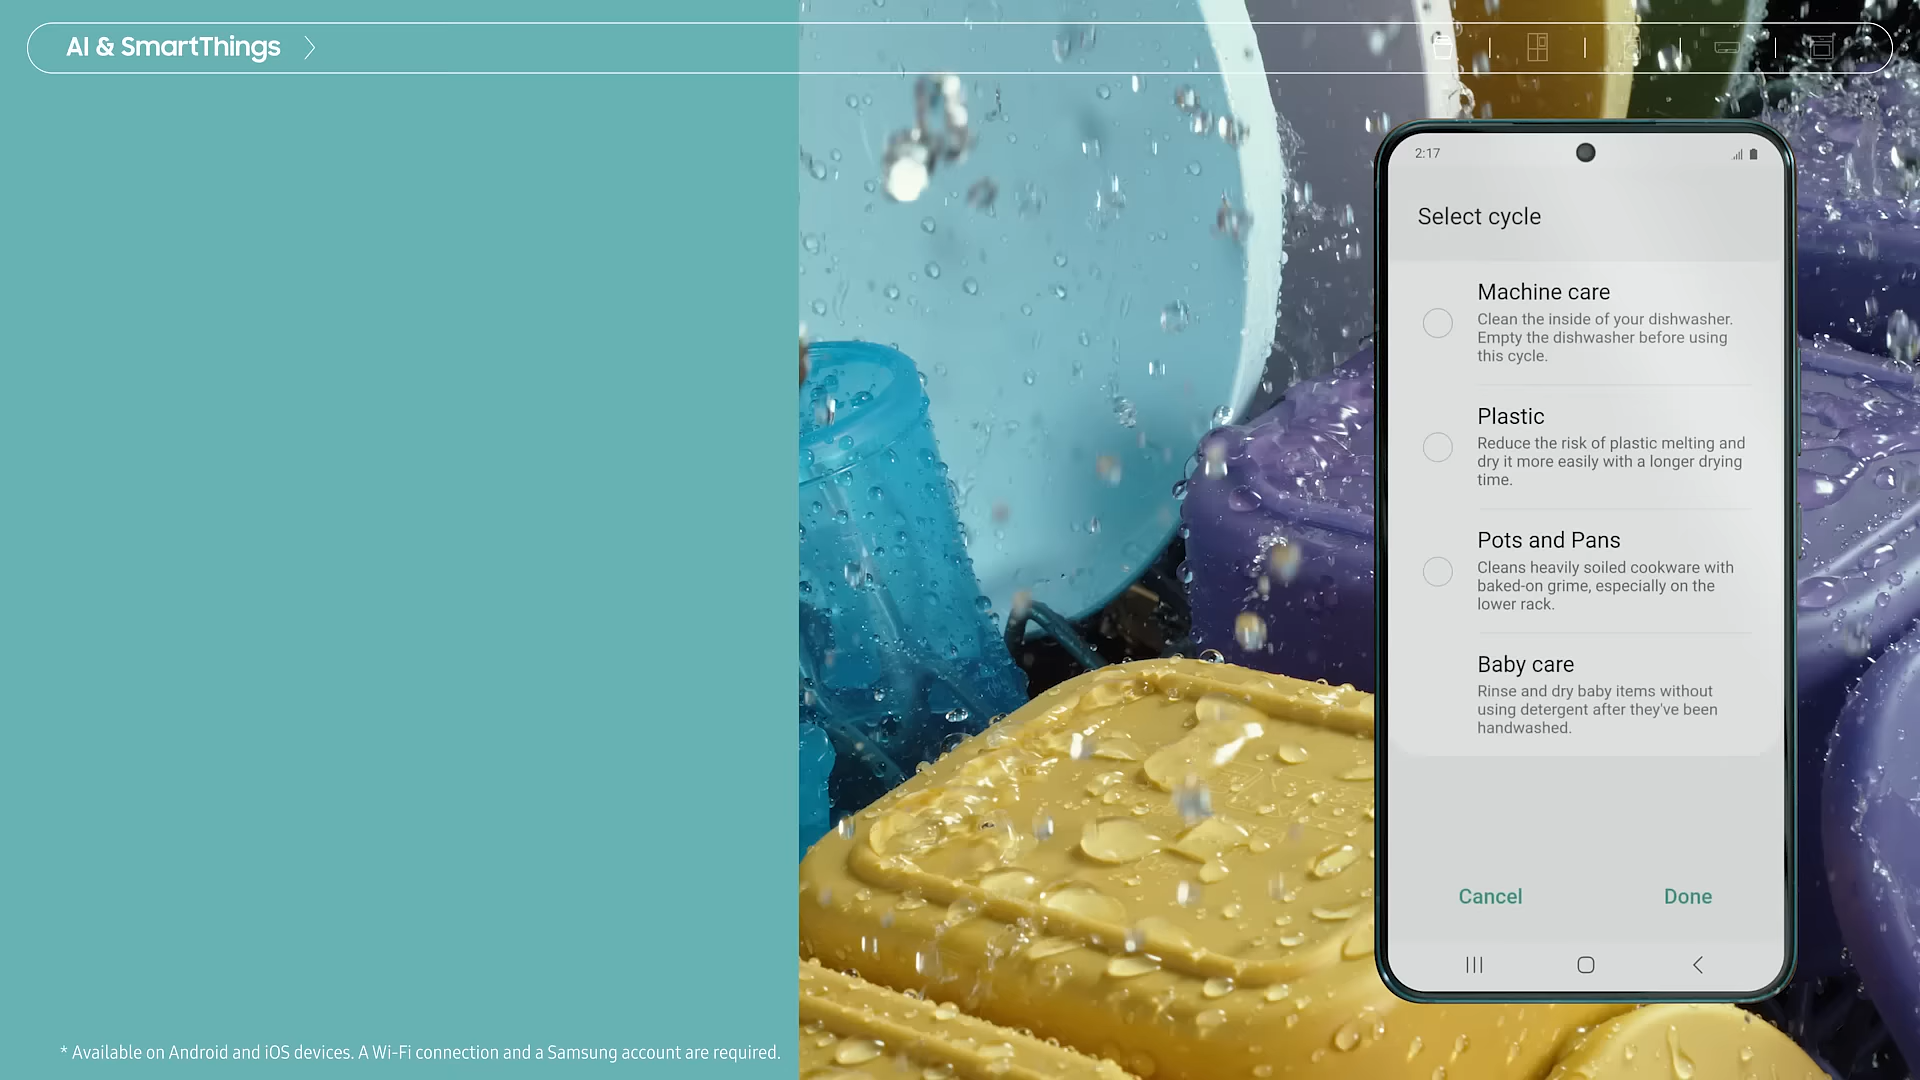 AI & SmartThings
2:17
Select cycle
Machine care
Clean the inside of your dishwasher.
Empty the dishwasher before using
this cycle.
Plastic
Reduce the risk of plastic melting and
dry it more easily with a longer drying
time.
Pots and Pans
Cleans heavily soiled cookware with
baked-on grime, especially on the
lower rack.
Baby care
Rinse and dry baby items without
using detergent after they've been
handwashed.
Cancel
Done
* Available on Android and iOS devices. A Wi-Fi connection and a Samsung account are required.